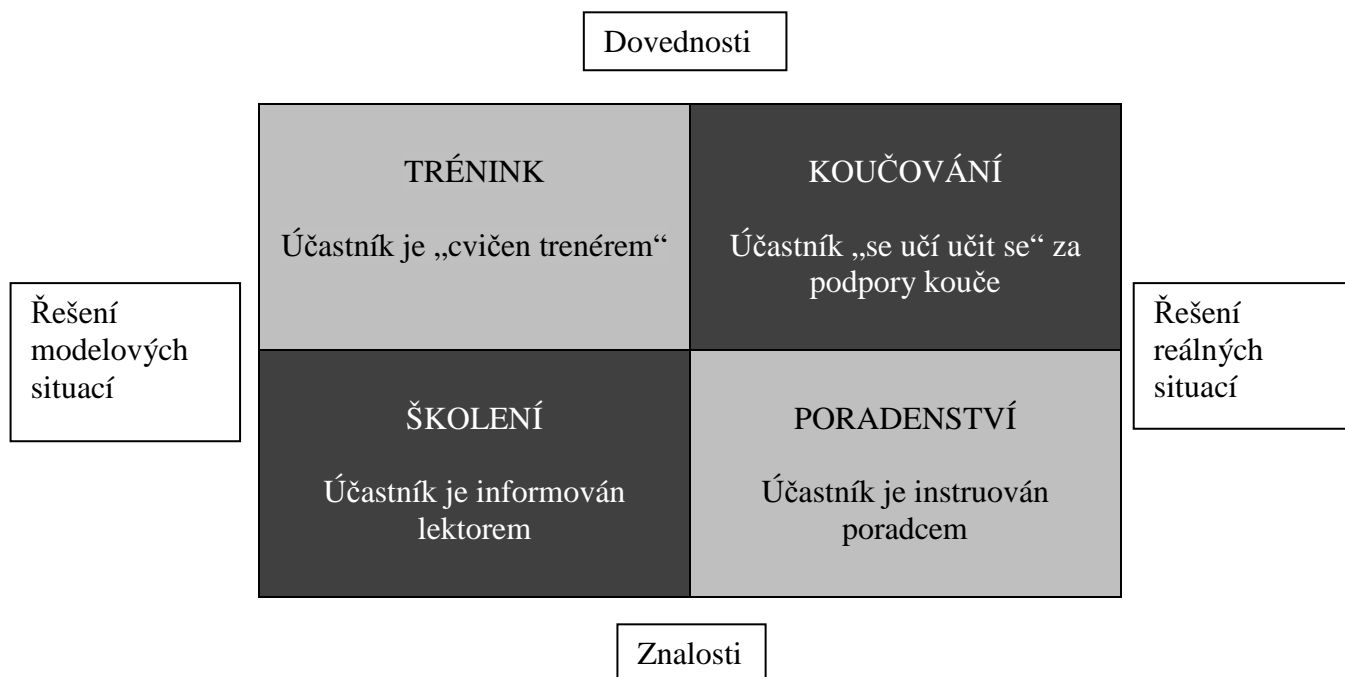 Dovednosti
TRÉNINK
Účastník je „cvičen trenérem“
KOUČOVÁNÍ
Účastník „se učí učit se“ za
podpory kouče
Řešení
modelových
situací
Řešení
reálných
situací
ŠKOLENÍ
Účastník je informován
lektorem
PORADENSTVÍ
Účastník je instruován
poradcem
Znalosti